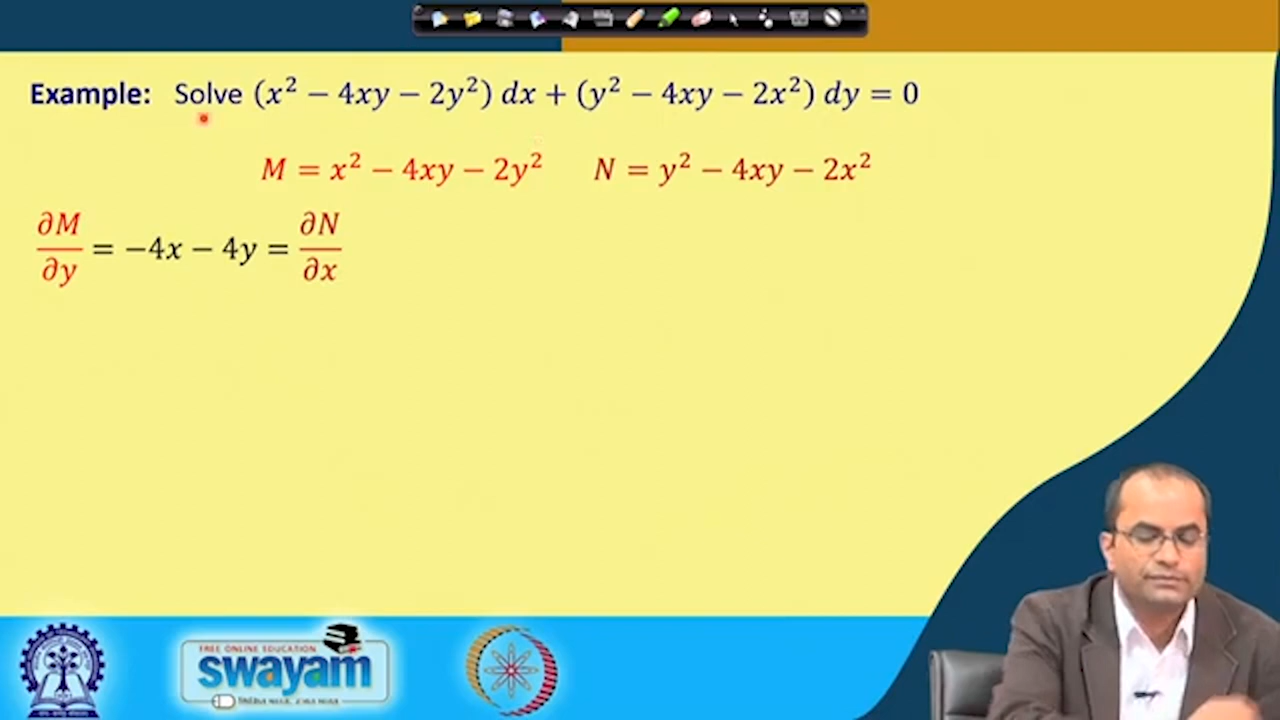 Example: Solve (x² − 4xy − 2y²) dx + (y² − 4xy − 2x²) dy = 0
M = x² − 4xy − 2y² N = y² − 4xy − 2x²
∂M/∂y = −4x − 4y = ∂N/∂x
FREE ONLINE EDUCATION
swayam